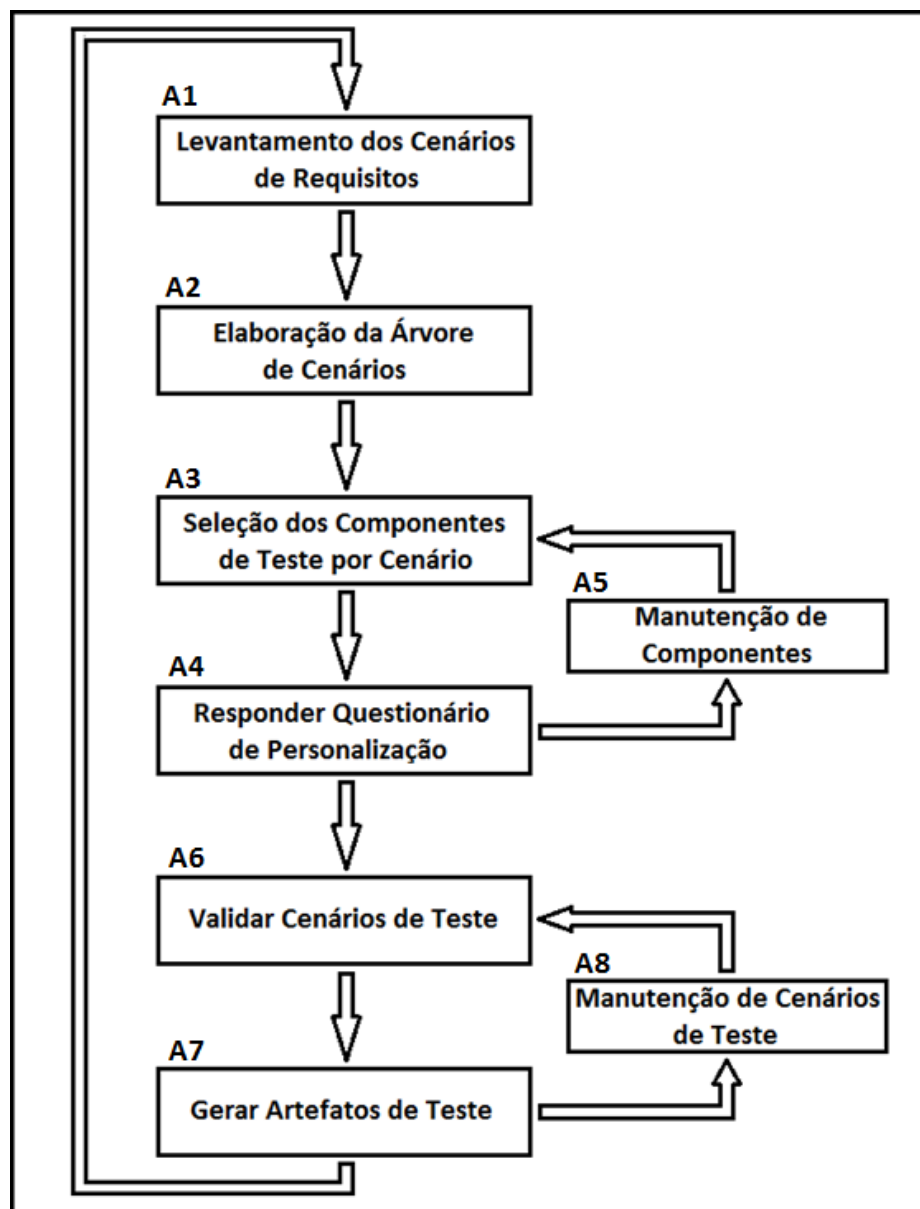 A1
Levantamento dos Cenários
de Requisitos
A2
Elaboração da Árvore
de Cenários
A3
Seleção dos Componentes
de Teste por Cenário
A5
Manutenção de
Componentes
A4
Responder Questionário
de Personalização
A6
Validar Cenários de Teste
A8
Manutenção de Cenários
de Teste
A7
Gerar Artefatos de Teste